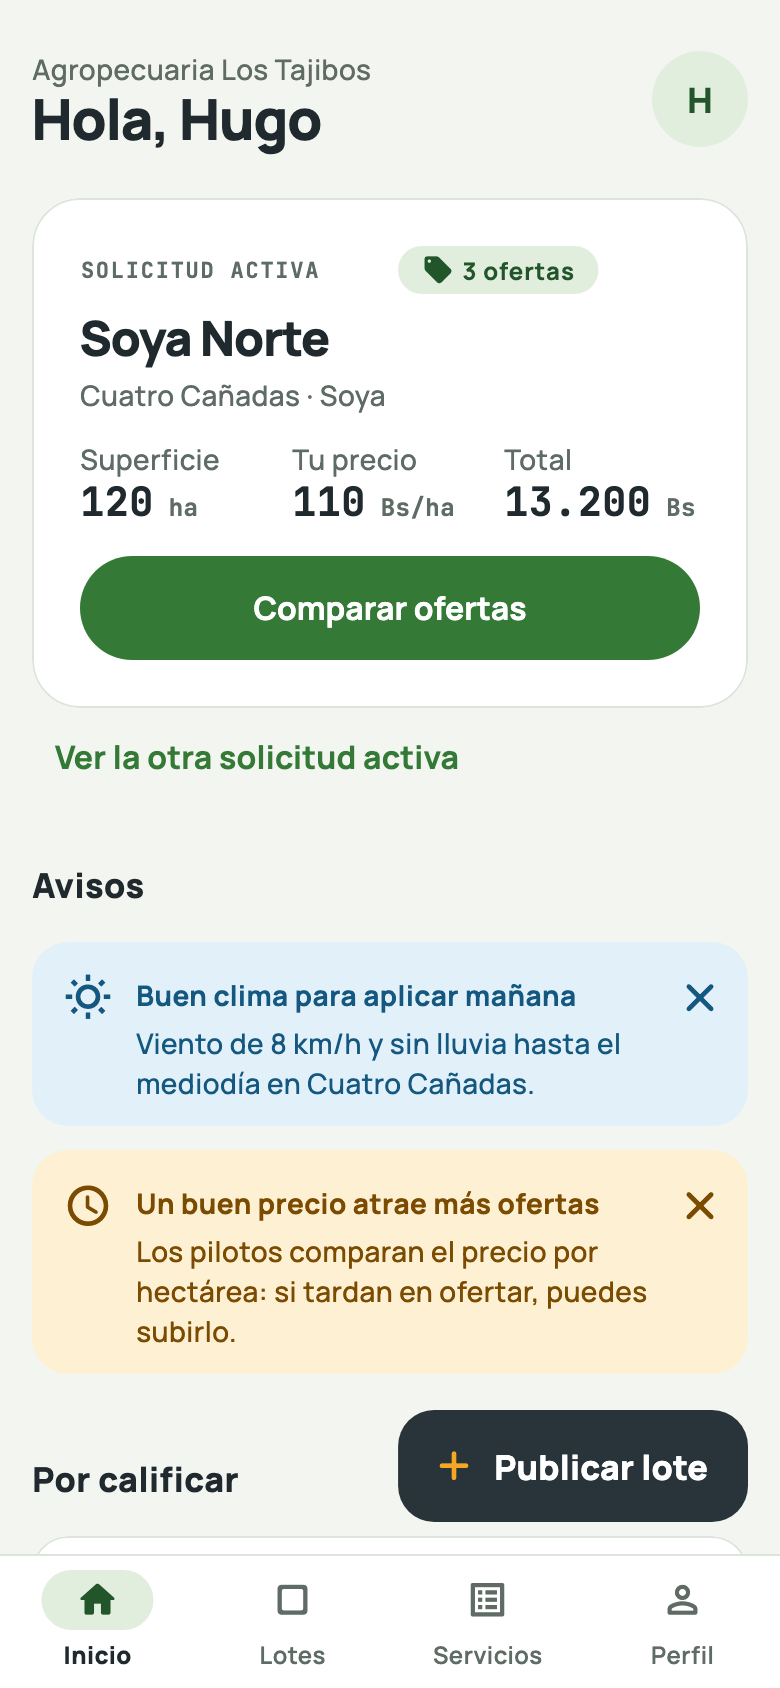 Agropecuaria Los Tajibos
Hola, Hugo
H
SOLICITUD ACTIVA
3 ofertas
Soya Norte
Cuatro Cañadas · Soya
Superficie
120 ha
Tu precio
110 Bs/ha
Total
13.200 Bs
Comparar ofertas
Ver la otra solicitud activa
Avisos
Buen clima para aplicar mañana
Viento de 8 km/h y sin lluvia hasta el
mediodía en Cuatro Cañadas.
Un buen precio atrae más ofertas
Los pilotos comparan el precio por
hectárea: si tardan en ofertar, puedes
subirlo.
Por calificar
Publicar lote
Inicio
Lotes
Servicios
Perfil